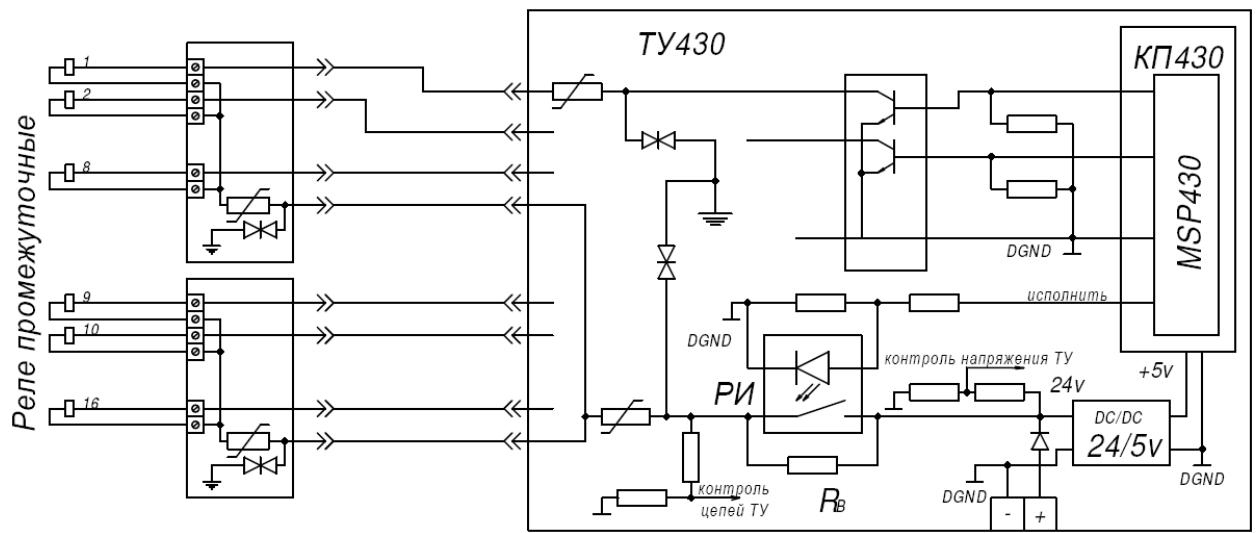 ТУ430
КП430
MSP430
Реле промежуточные
1
2
8
9
10
16
DGND
исполнить
DGND
контроль напряжения ТУ
24v
+5v
РИ
DC/DC
24/5v
DGND
контроль
цепей ТУ
RВ
DGND
- +